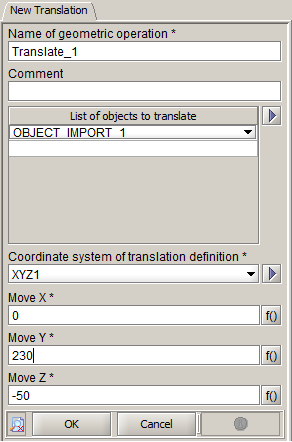 New Translation
Name of geometric operation *
Translate_1
Comment
List of objects to translate
OBJECT_IMPORT_1
Coordinate system of translation definition *
XYZ1
Move X *
0 f()
Move Y *
230 f()
Move Z *
-50 f()
OK Cancel